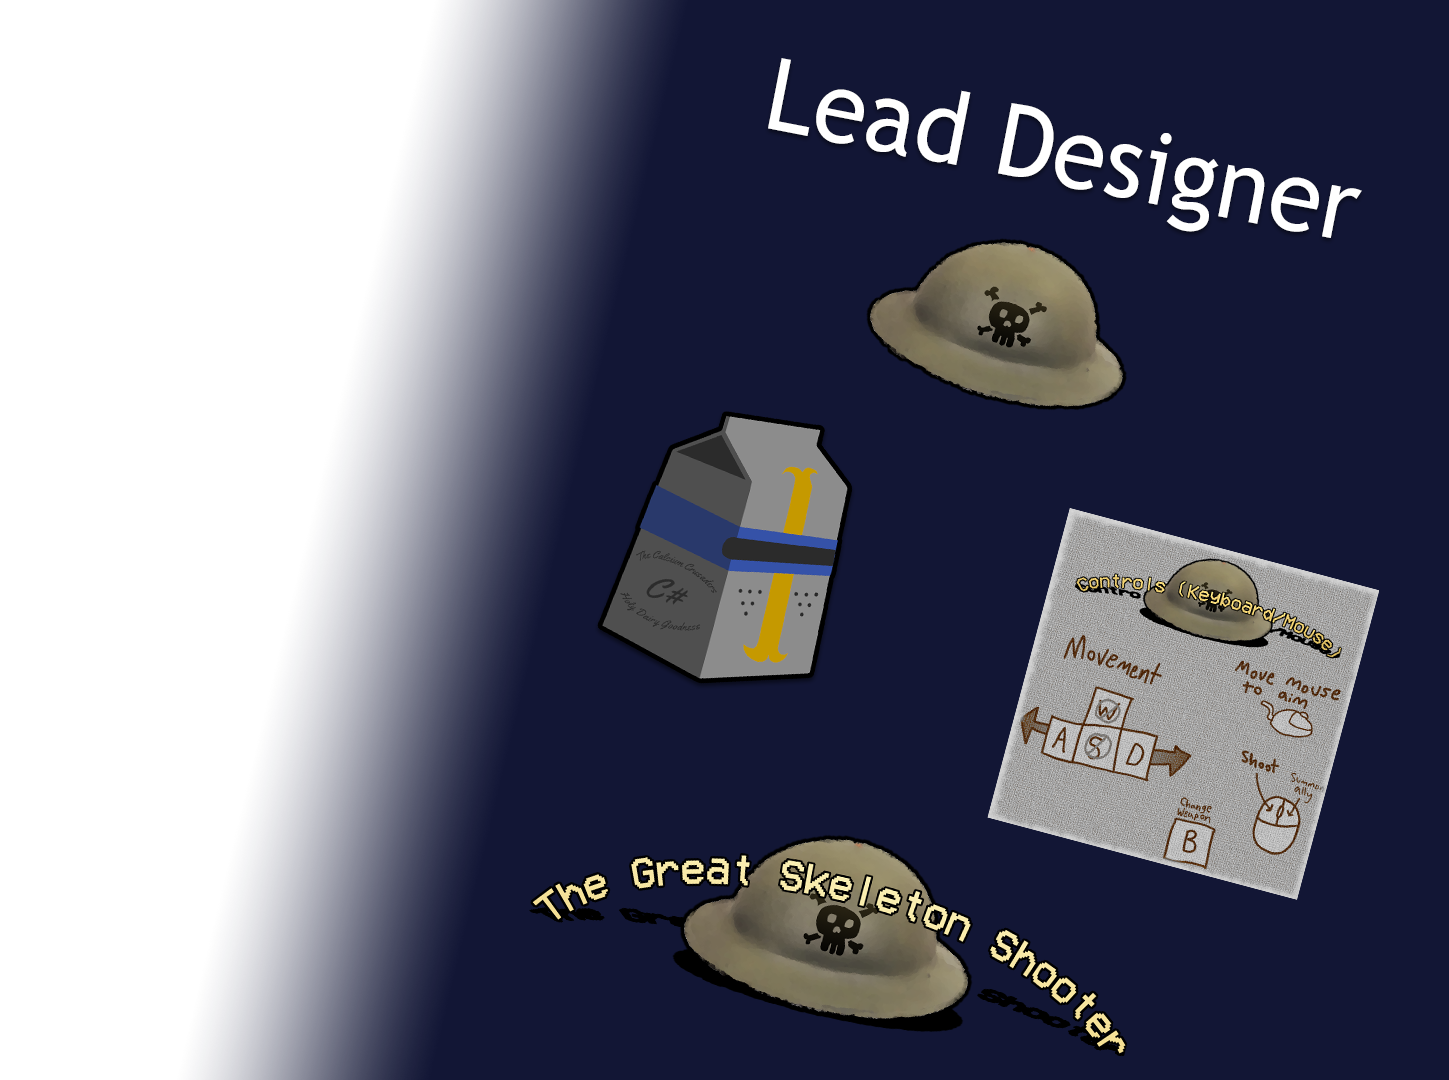 Lead Designer
The Calcium Crusaders
C#
Holy Dairy Goodness
Controls (Keyboard/Mouse)
Movement
W
A S D
Move mouse
to aim
Shoot
Summon
ally
Change
Weapon
B
The Great Skeleton Shooter